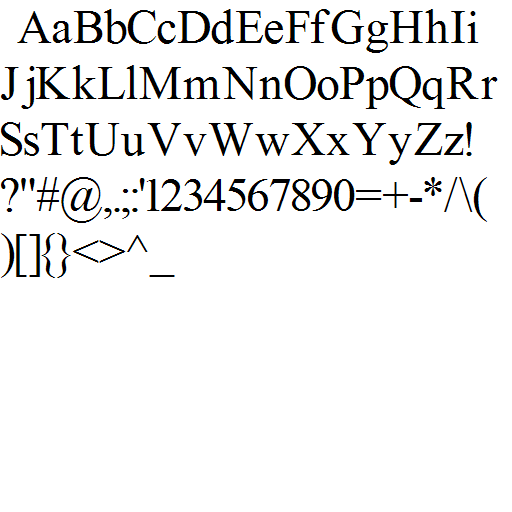 AaBbCcDdEeFfGgHhIi
JjKkLlMmNnOoPpQqRr
SsTtUuVvWwXxYyZz!
?"#@,.;:'1234567890=+-*/\(
)[]{}<>^_